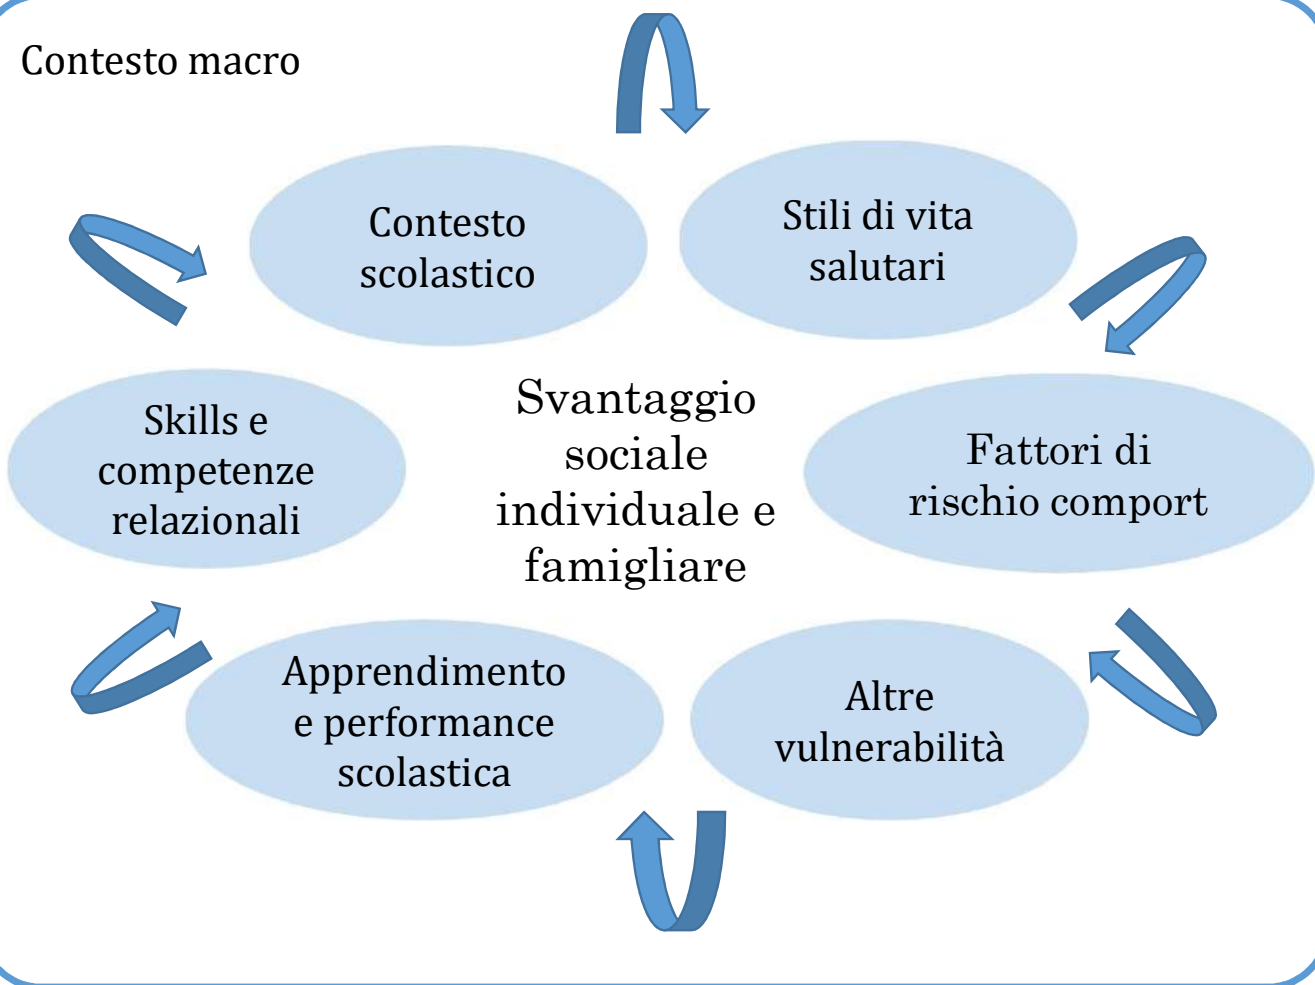 Contesto macro
Contesto
scolastico
Stili di vita
salutari
Skills e
competenze
relazionali
Svantaggio
sociale
individuale e
famigliare
Fattori di
rischio comport
Apprendimento
e performance
scolastica
Altre
vulnerabilità